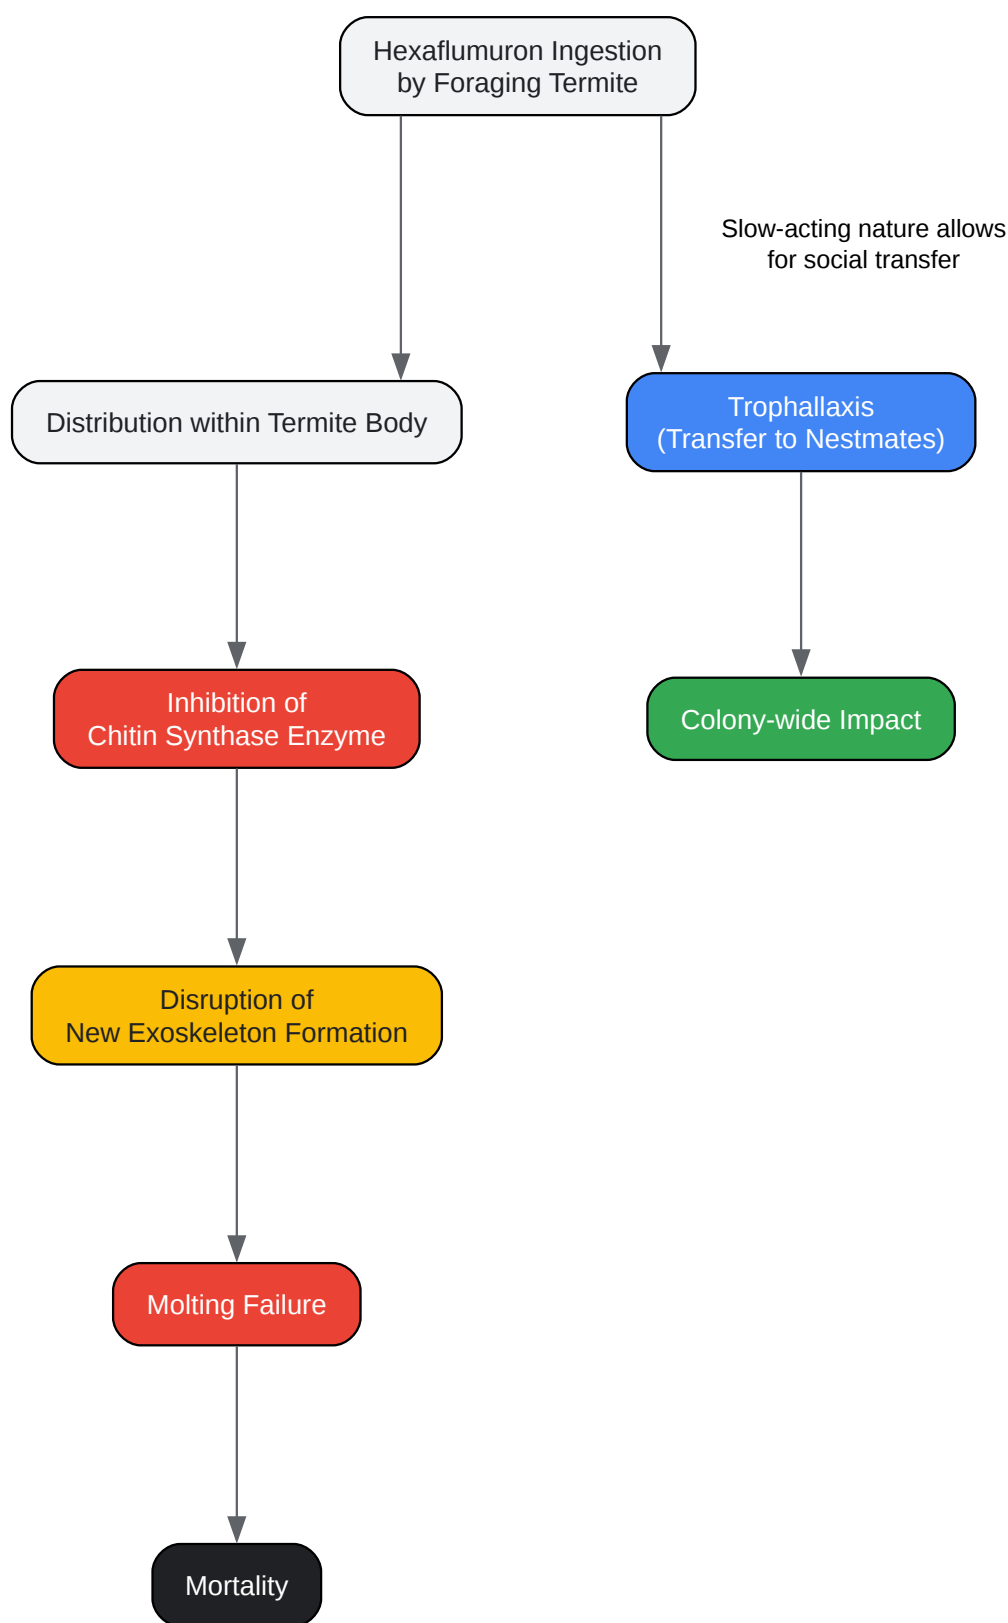 Hexaflumuron Ingestion
by Foraging Termite
Slow-acting nature allows
for social transfer
Distribution within Termite Body
Trophallaxis
(Transfer to Nestmates)
Inhibition of
Chitin Synthase Enzyme
Colony-wide Impact
Disruption of
New Exoskeleton Formation
Molting Failure
Mortality